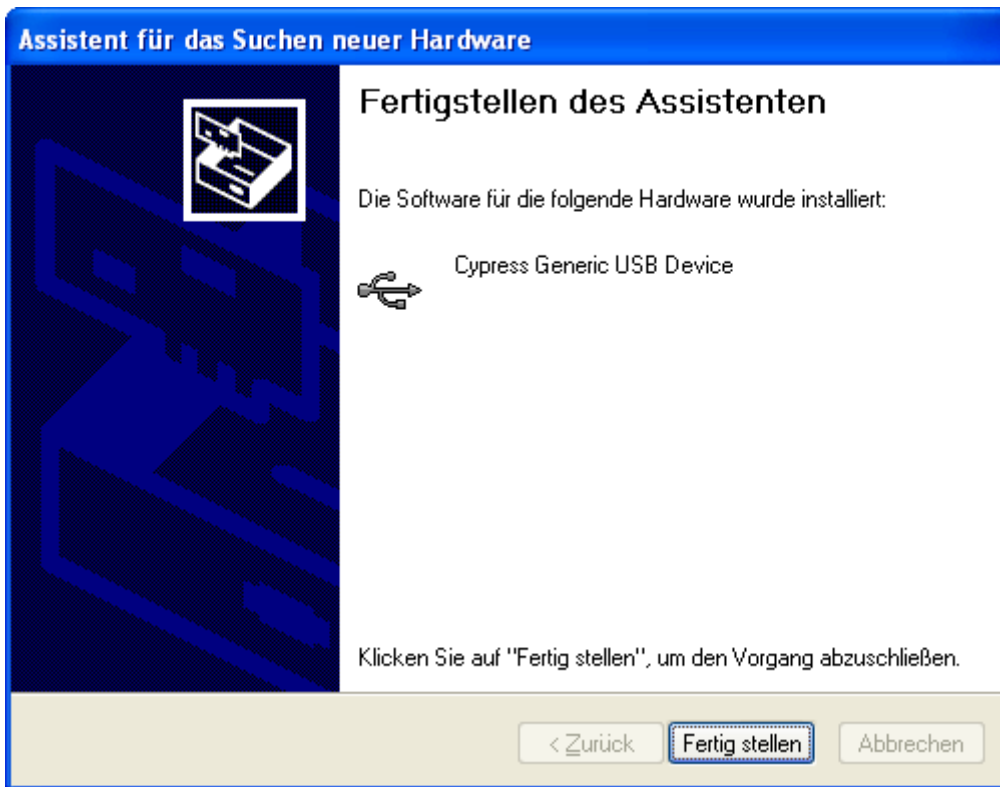 Assistent für das Suchen neuer Hardware
Fertigstellen des Assistenten
Die Software für die folgende Hardware wurde installiert:
Cypress Generic USB Device
Klicken Sie auf "Fertig stellen", um den Vorgang abzuschließen.
< Zurück Fertig stellen Abbrechen